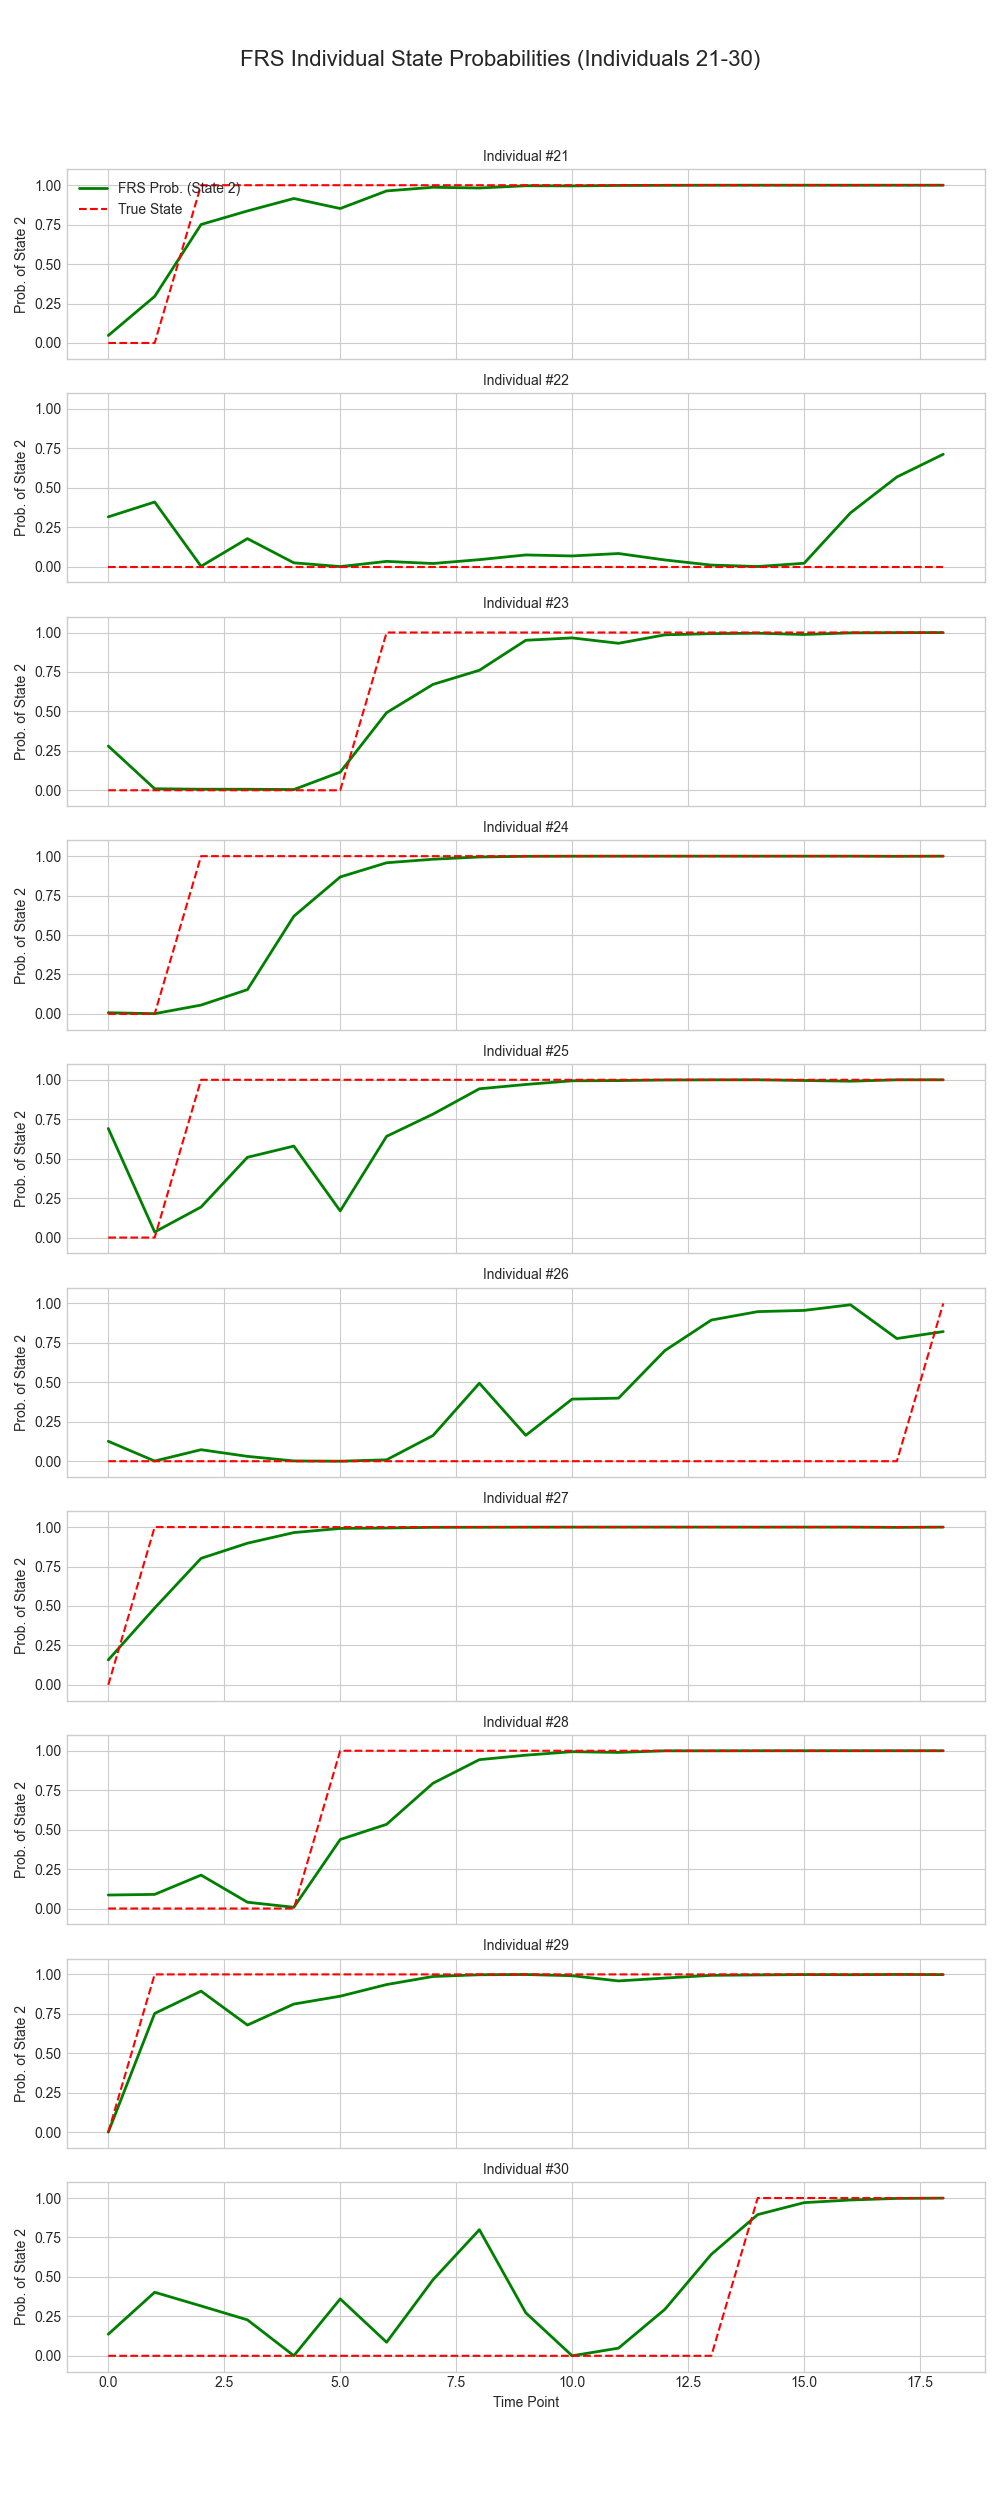 FRS Individual State Probabilities (Individuals 21-30)
Individual #21
FRS Prob. (State 2)
True State
1.00
0.75
0.50
0.25
0.00
Prob. of State 2
Individual #22
1.00
0.75
0.50
0.25
0.00
Prob. of State 2
Individual #23
1.00
0.75
0.50
0.25
0.00
Prob. of State 2
Individual #24
1.00
0.75
0.50
0.25
0.00
Prob. of State 2
Individual #25
1.00
0.75
0.50
0.25
0.00
Prob. of State 2
Individual #26
1.00
0.75
0.50
0.25
0.00
Prob. of State 2
Individual #27
1.00
0.75
0.50
0.25
0.00
Prob. of State 2
Individual #28
1.00
0.75
0.50
0.25
0.00
Prob. of State 2
Individual #29
1.00
0.75
0.50
0.25
0.00
Prob. of State 2
Individual #30
1.00
0.75
0.50
0.25
0.00
Prob. of State 2
0.0 2.5 5.0 7.5 10.0 12.5 15.0 17.5
Time Point